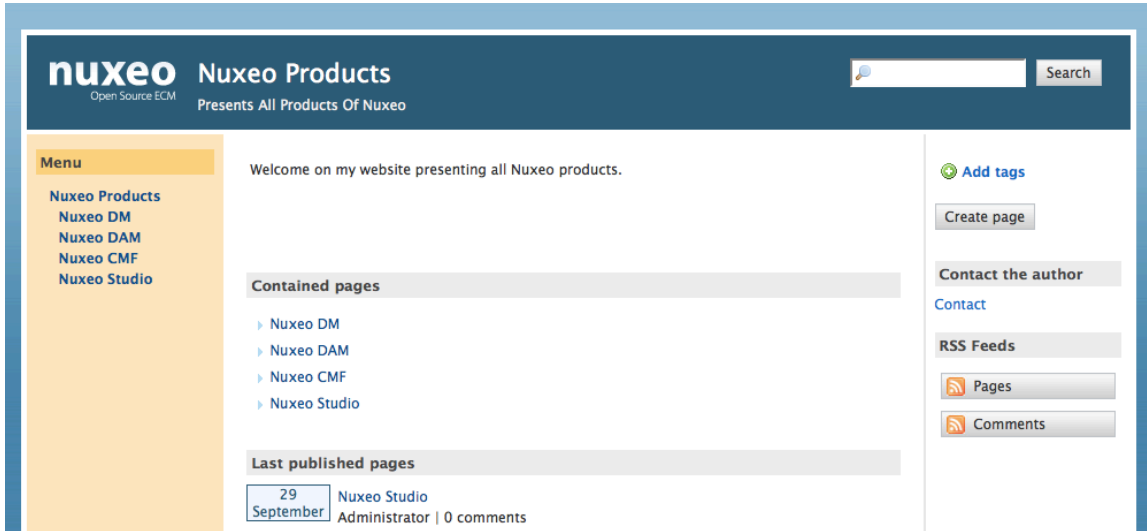 nuxeo
Open Source ECM
Nuxeo Products
Presents All Products Of Nuxeo
Search
Menu
Nuxeo Products
Nuxeo DM
Nuxeo DAM
Nuxeo CMF
Nuxeo Studio
Welcome on my website presenting all Nuxeo products.
Contained pages
Nuxeo DM
Nuxeo DAM
Nuxeo CMF
Nuxeo Studio
Last published pages
29
September
Nuxeo Studio
Administrator | 0 comments
Add tags
Create page
Contact the author
Contact
RSS Feeds
Pages
Comments